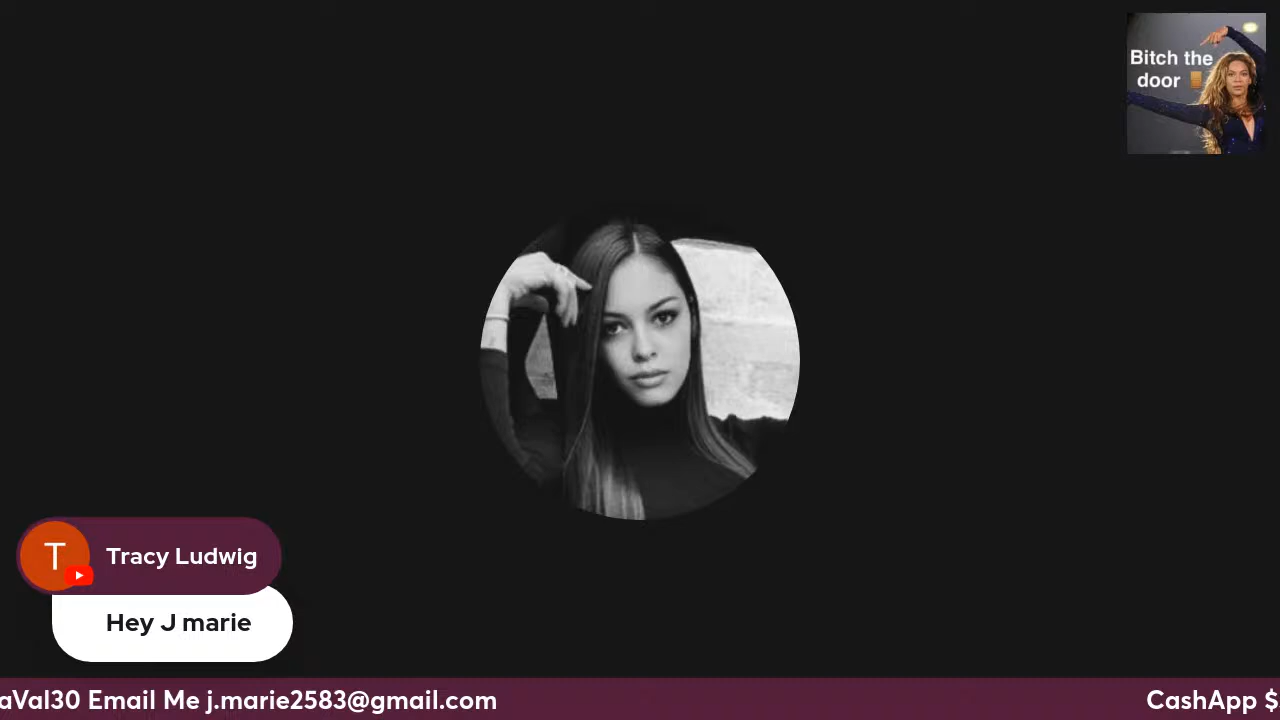 Bitch the
door
T
Tracy Ludwig
Hey J marie
aVal30 Email Me j.marie2583@gmail.com
CashApp $